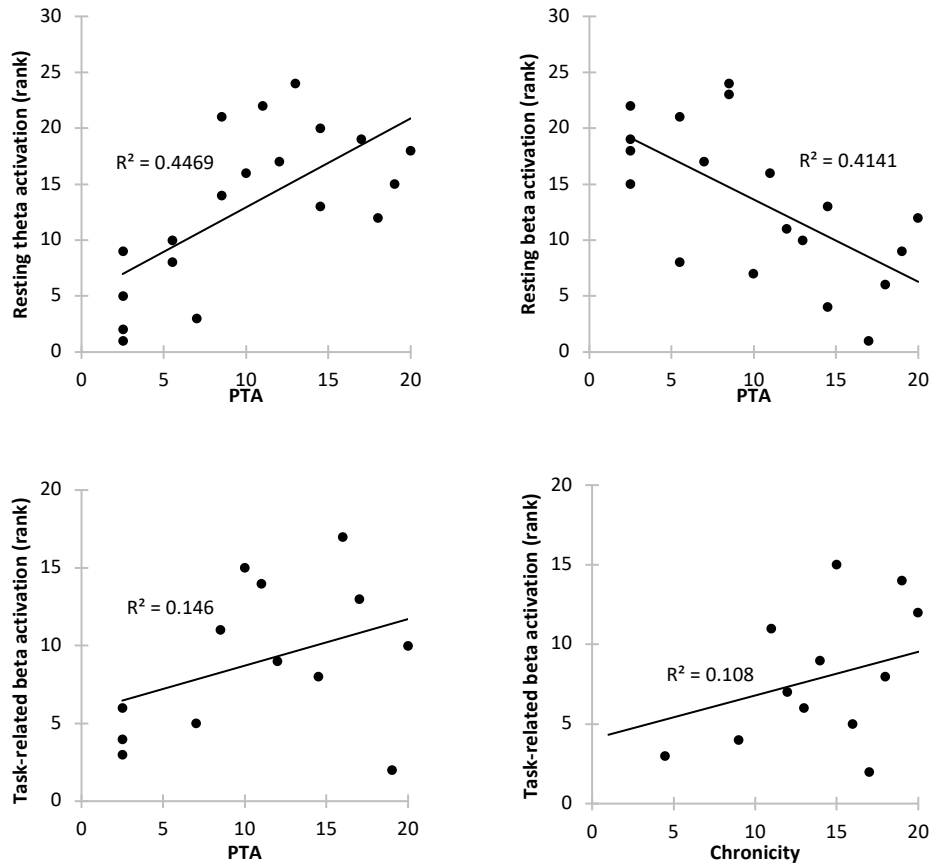 Resting theta activation (rank)
30
25
20
15
10
5
0
R² = 0.4469
0 5 10 15 20
PTA
Resting beta activation (rank)
30
25
20
15
10
5
0
R² = 0.4141
0 5 10 15 20
PTA
Task-related beta activation (rank)
20
15
10
5
0
R² = 0.146
0 5 10 15 20
PTA
Task-related beta activation (rank)
20
15
10
5
0
R² = 0.108
0 5 10 15 20
Chronicity